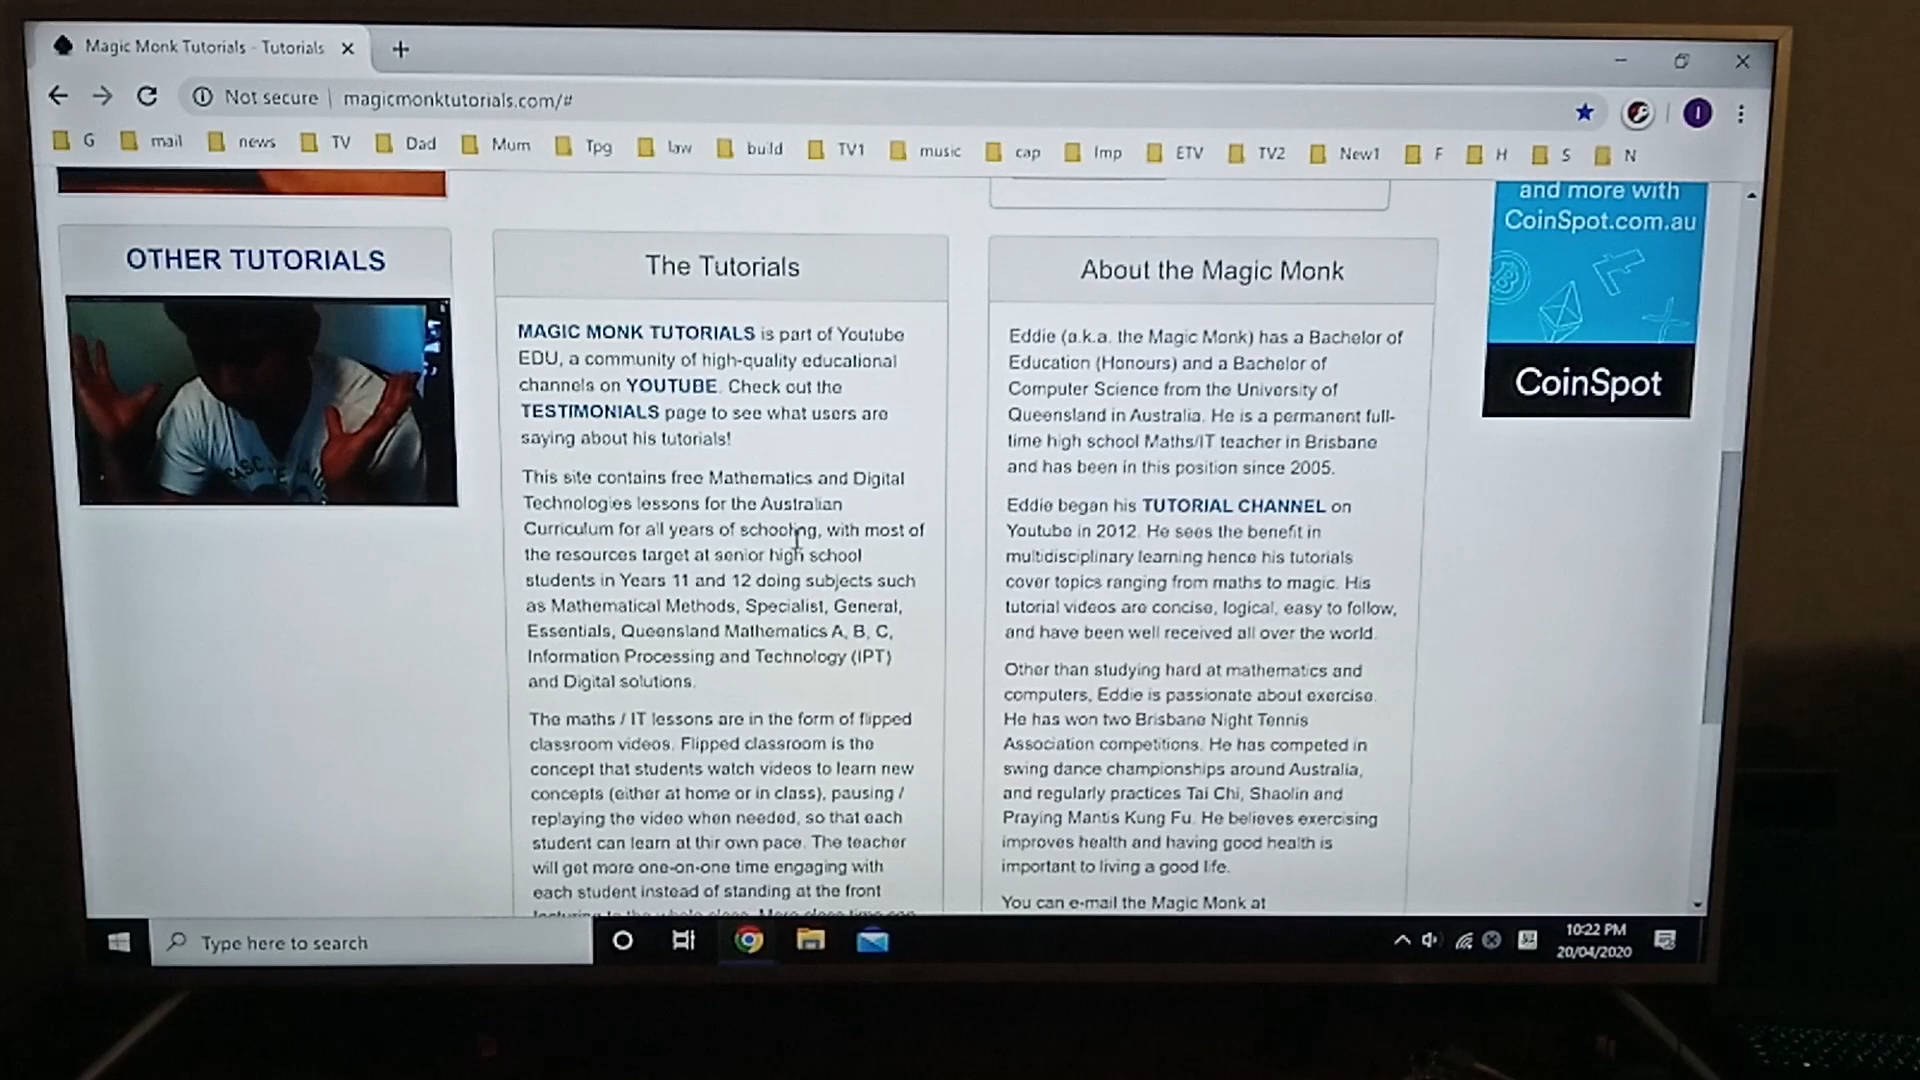 Magic Monk Tutorials - Tutorials
Not secure
magicmonktutorials.com/#
G
mail
news
TV
Dad
Mum
Tpg
law
build
TV1
music
cap
Imp
ETV
TV2
New1
F
H
S
N
OTHER TUTORIALS
The Tutorials
MAGIC MONK TUTORIALS is part of Youtube
EDU, a community of high-quality educational
channels on YOUTUBE. Check out the
TESTIMONIALS page to see what users are
saying about his tutorials!
This site contains free Mathematics and Digital
Technologies lessons for the Australian
Curriculum for all years of schooling, with most of
the resources target at senior high school
students in Years 11 and 12 doing subjects such
as Mathematical Methods, Specialist, General,
Essentials, Queensland Mathematics A, B, C,
Information Processing and Technology (IPT)
and Digital solutions.
The maths / IT lessons are in the form of flipped
classroom videos. Flipped classroom is the
concept that students watch videos to learn new
concepts (either at home or in class), pausing /
replaying the video when needed, so that each
student can learn at thir own pace. The teacher
will get more one-on-one time engaging with
each student instead of standing at the front
About the Magic Monk
Eddie (a.k.a. the Magic Monk) has a Bachelor of
Education (Honours) and a Bachelor of
Computer Science from the University of
Queensland in Australia. He is a permanent full-
time high school Maths/IT teacher in Brisbane
and has been in this position since 2005.
Eddie began his TUTORIAL CHANNEL on
Youtube in 2012. He sees the benefit in
multidisciplinary learning hence his tutorials
cover topics ranging from maths to magic. His
tutorial videos are concise, logical, easy to follow,
and have been well received all over the world.
Other than studying hard at mathematics and
computers, Eddie is passionate about exercise.
He has won two Brisbane Night Tennis
Association competitions. He has competed in
swing dance championships around Australia,
and regularly practices Tai Chi, Shaolin and
Praying Mantis Kung Fu. He believes exercising
improves health and having good health is
important to living a good life.
You can e-mail the Magic Monk at
and more with
CoinSpot.com.au
CoinSpot
Type here to search
10:22 PM
20/04/2020